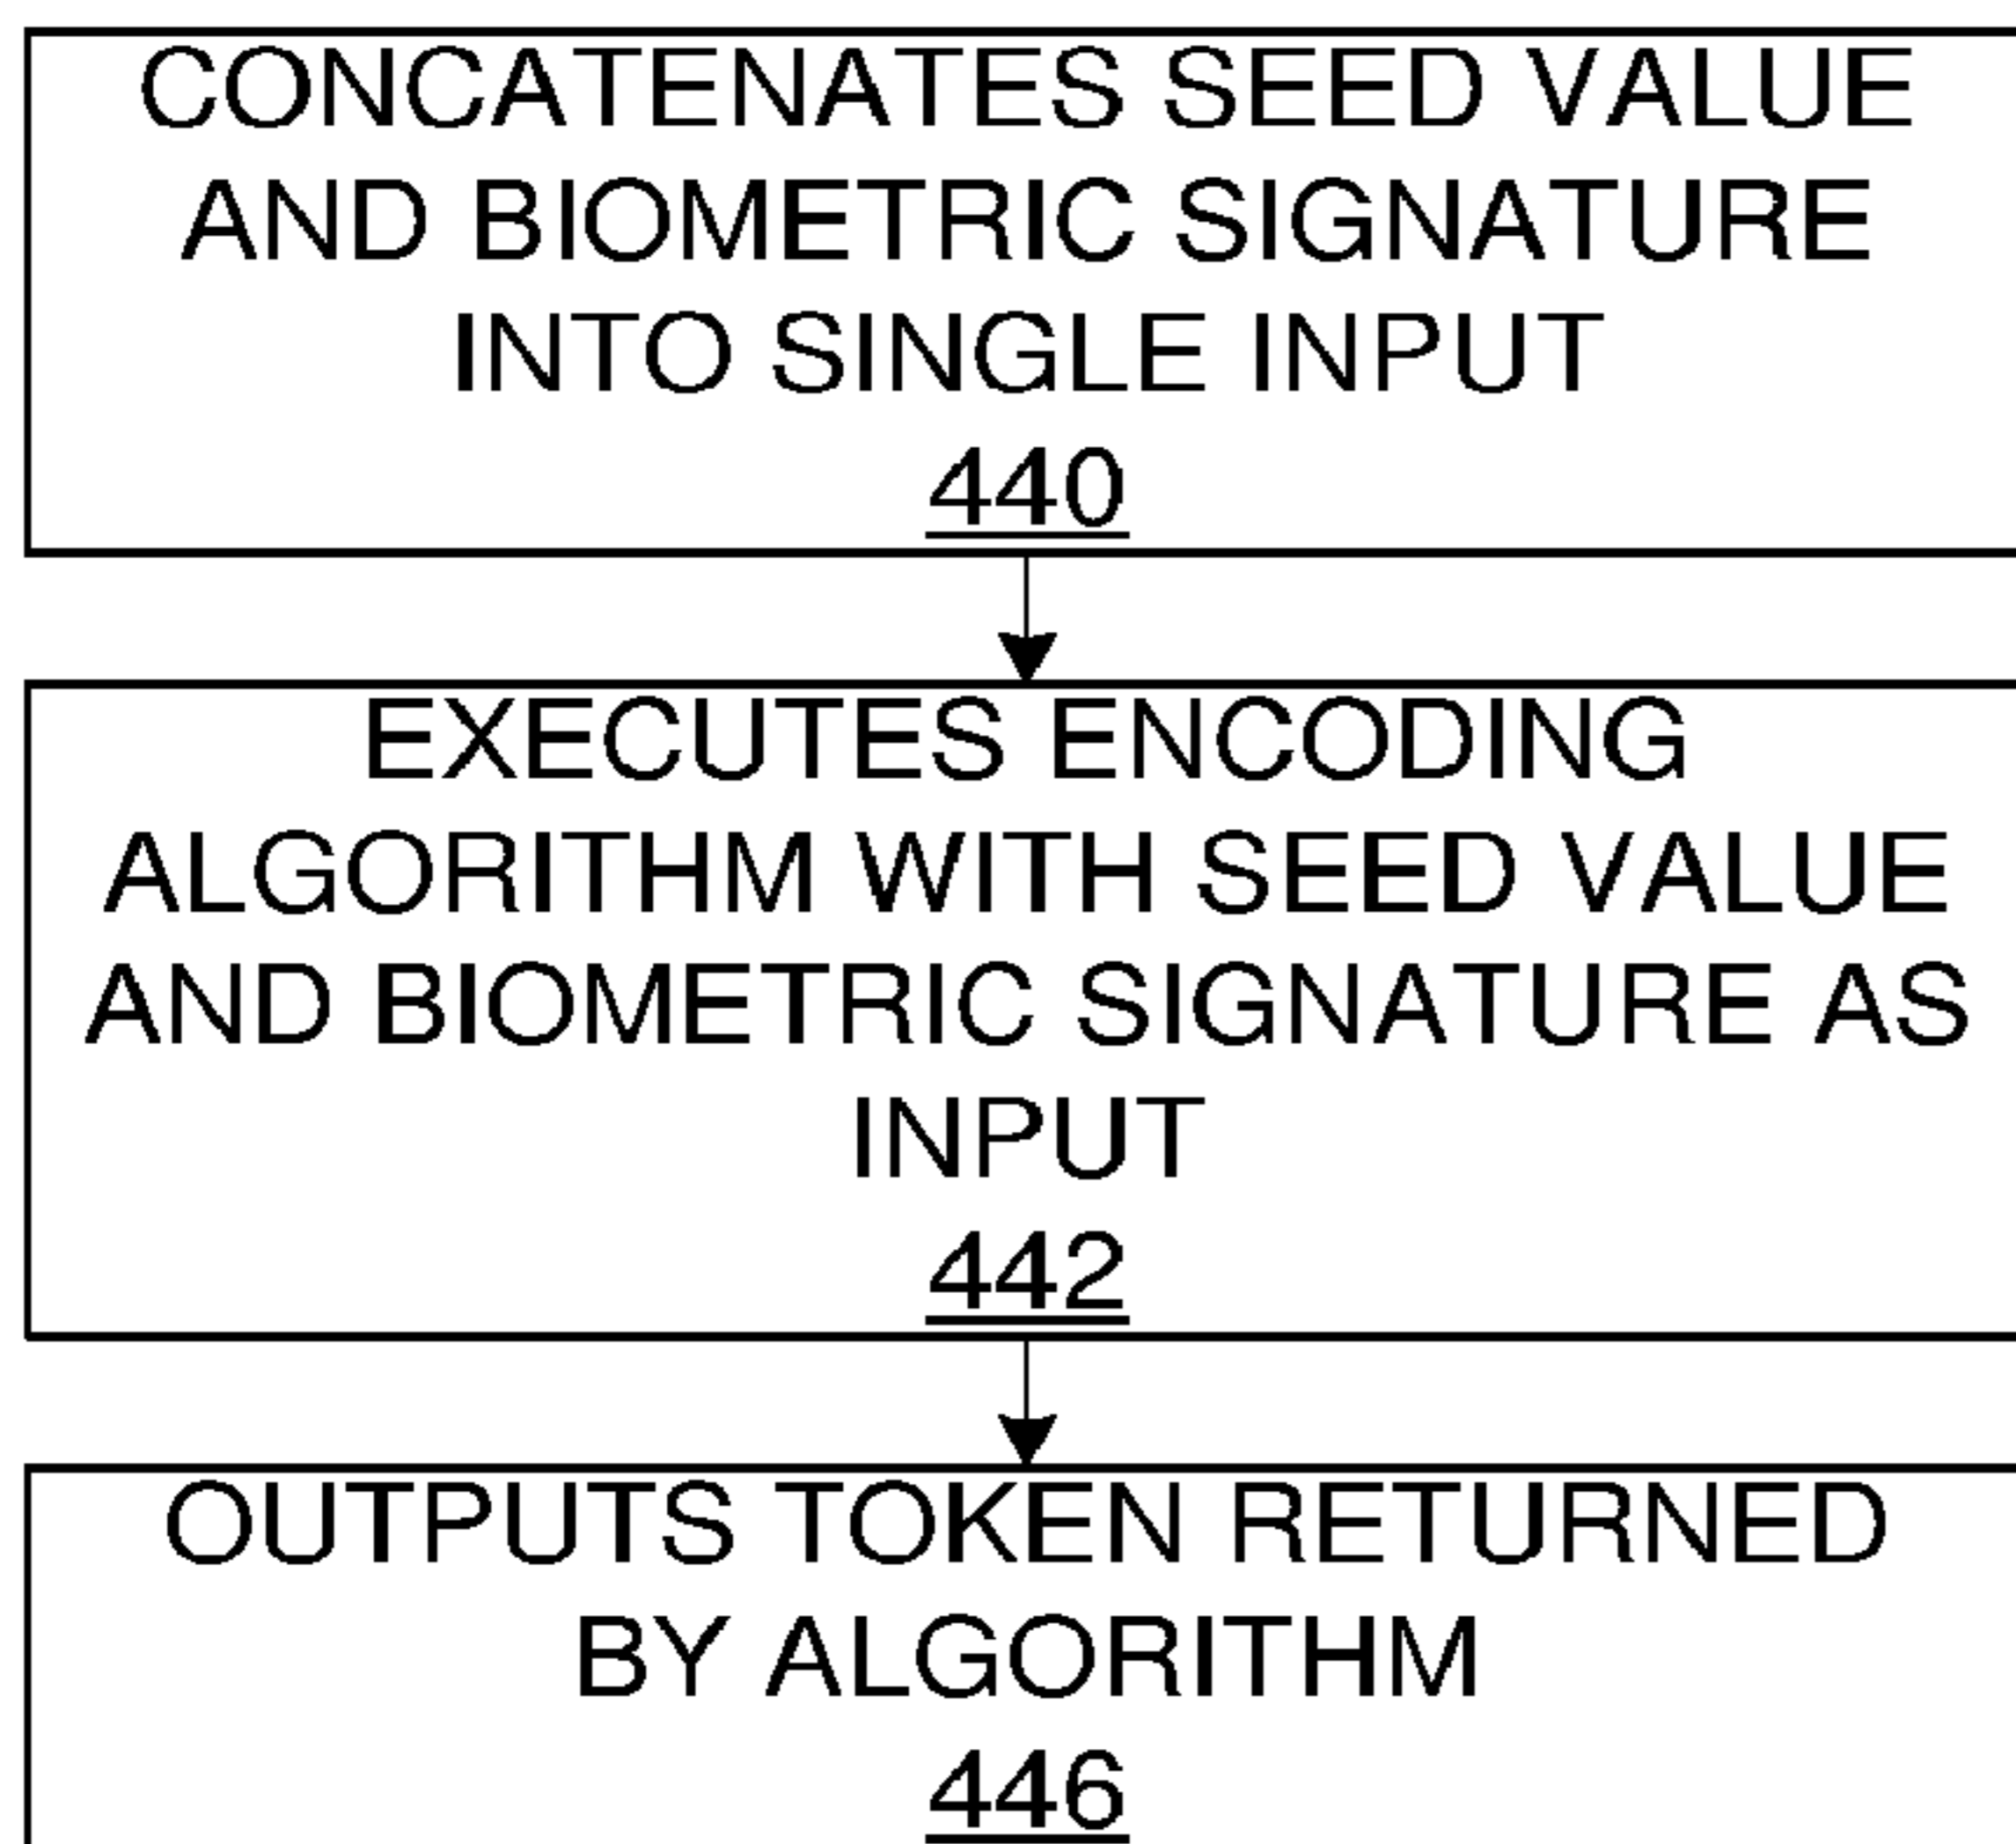 CONCATENATES SEED VALUE
AND BIOMETRIC SIGNATURE
INTO SINGLE INPUT
440
EXECUTES ENCODING
ALGORITHM WITH SEED VALUE
AND BIOMETRIC SIGNATURE AS
INPUT
442
OUTPUTS TOKEN RETURNED
BY ALGORITHM
446